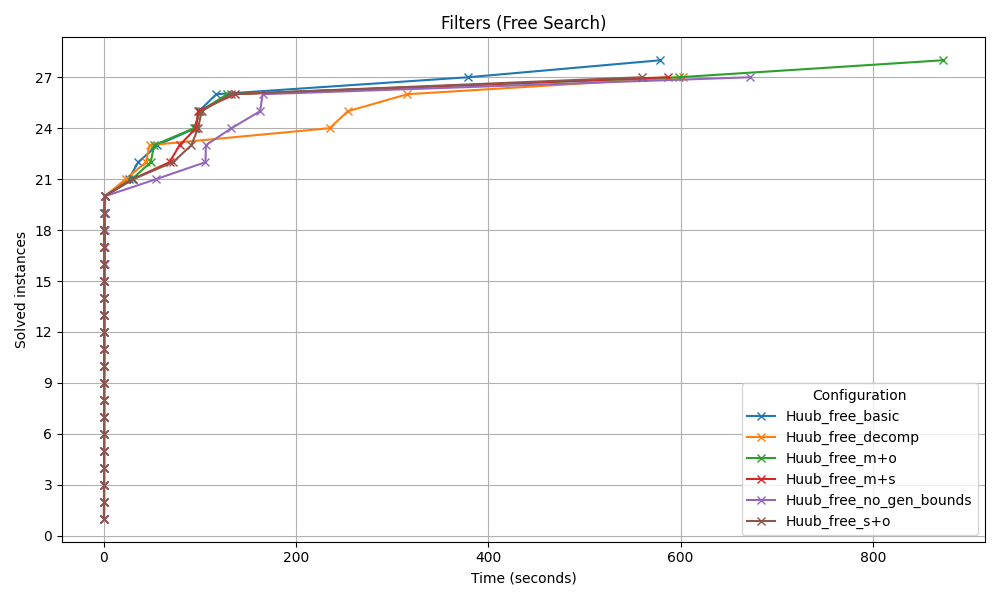 Filters (Free Search)
Solved instances
27
24
21
18
15
12
9
6
3
0
Configuration
Huub_free_basic
Huub_free_decomp
Huub_free_m+o
Huub_free_m+s
Huub_free_no_gen_bounds
Huub_free_s+o
0
200
400
600
800
Time (seconds)